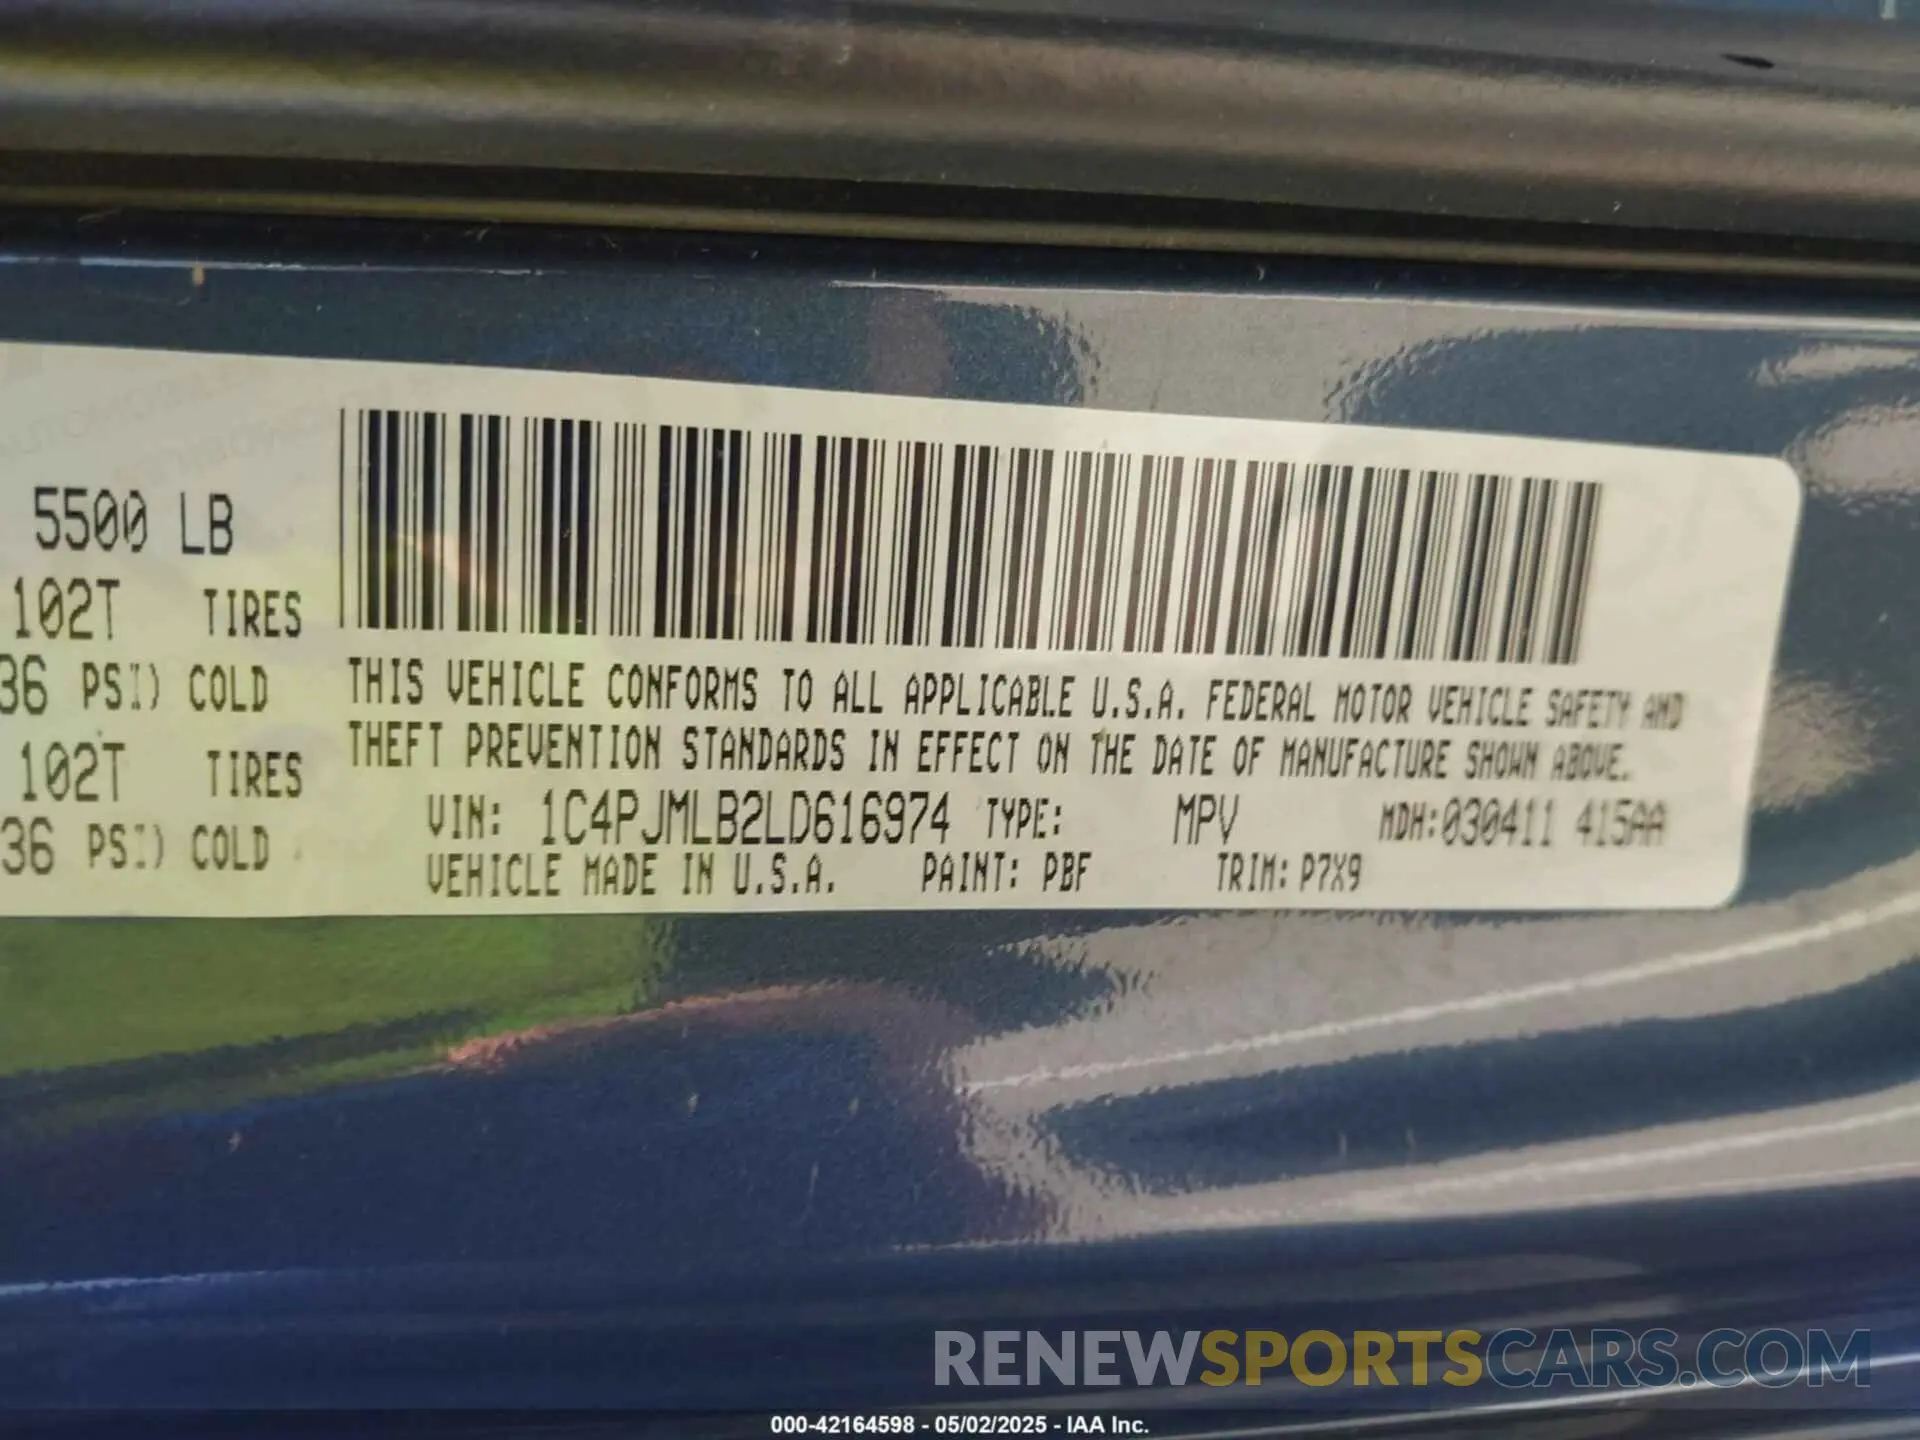 5500 LB
102T TIRES
36 PSI) COLD
102T TIRES
36 PSI) COLD
THIS VEHICLE CONFORMS TO ALL APPLICABLE U.S.A. FEDERAL MOTOR VEHICLE SAFETY AND
THEFT PREVENTION STANDARDS IN EFFECT ON THE DATE OF MANUFACTURE SHOWN ABOVE.
VIN: 1C4PJMLB2LD616974 TYPE: MPV MDH:030411 415AA
VEHICLE MADE IN U.S.A. PAINT: PBF TRIM: P7X9
RENEWSPORTSCARS.COM
000-42164598 - 05/02/2025 - IAA Inc.